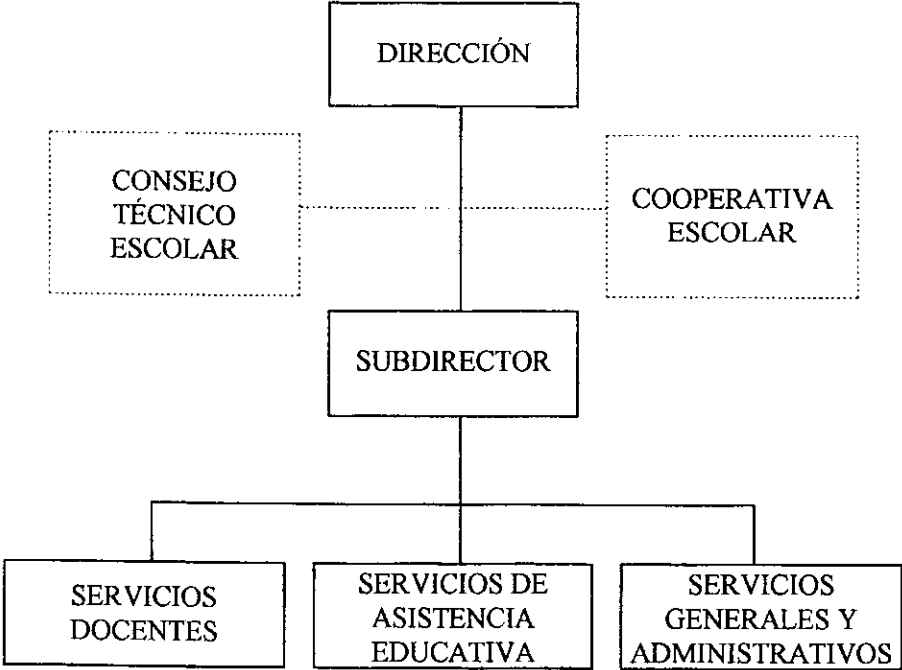 DIRECCIÓN
CONSEJO
TÉCNICO
ESCOLAR
COOPERATIVA
ESCOLAR
SUBDIRECTOR
SERVICIOS
DOCENTES
SERVICIOS DE
ASISTENCIA
EDUCATIVA
SERVICIOS
GENERALES Y
ADMINISTRATIVOS